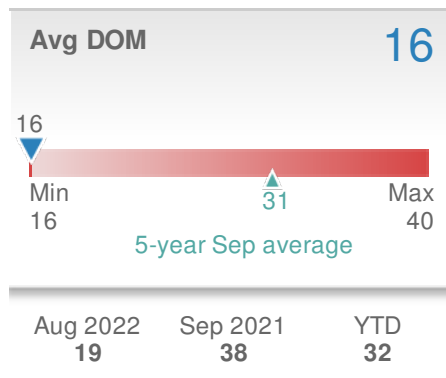 Avg DOM 16
16
Min 31 Max
16 40
5-year Sep average
Aug 2022 Sep 2021 YTD
19 38 32